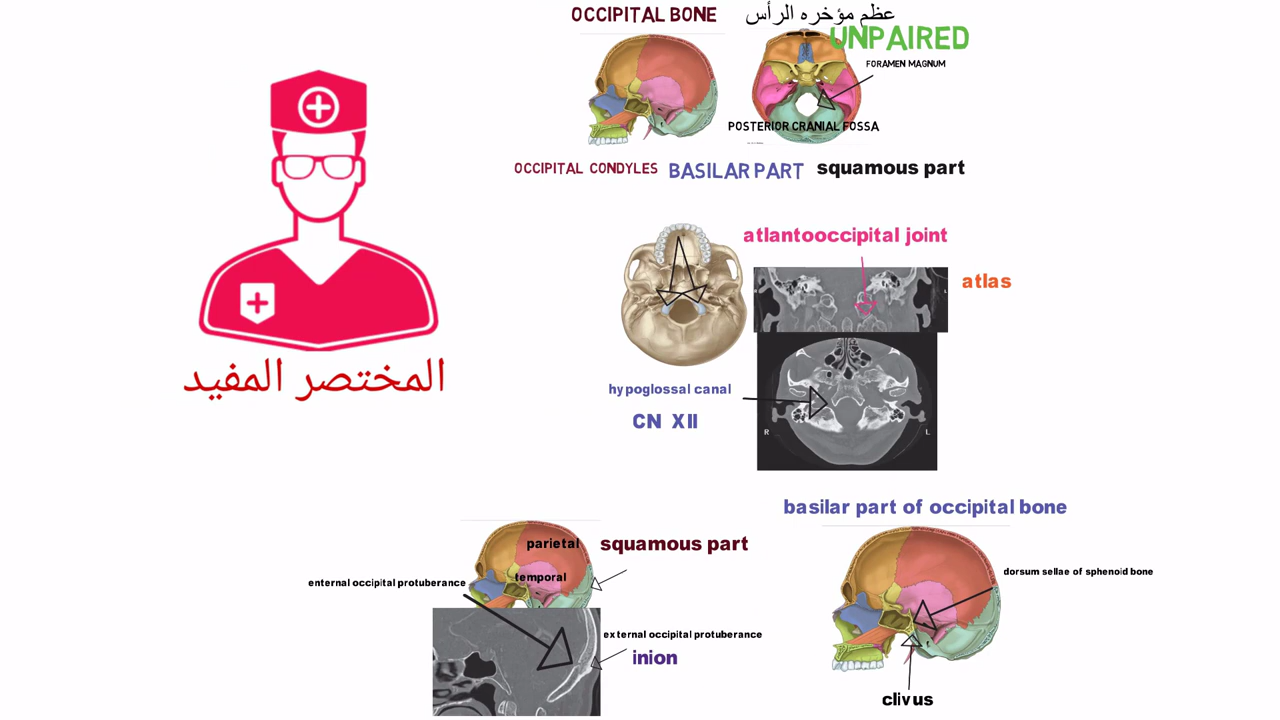 OCCIPITAL BONE
عظم مؤخره الرأس
UNPAIRED
FORAMEN MAGNUM
POSTERIOR CRANIAL FOSSA
OCCIPITAL CONDYLES
BASILAR PART
squamous part
المختصر المفيد
atlantooccipital joint
atlas
hypoglossal canal
CN XII
R
L
basilar part of occipital bone
parietal
squamous part
temporal
enternal occipital protuberance
external occipital protuberance
inion
dorsum sellae of sphenoid bone
clivus